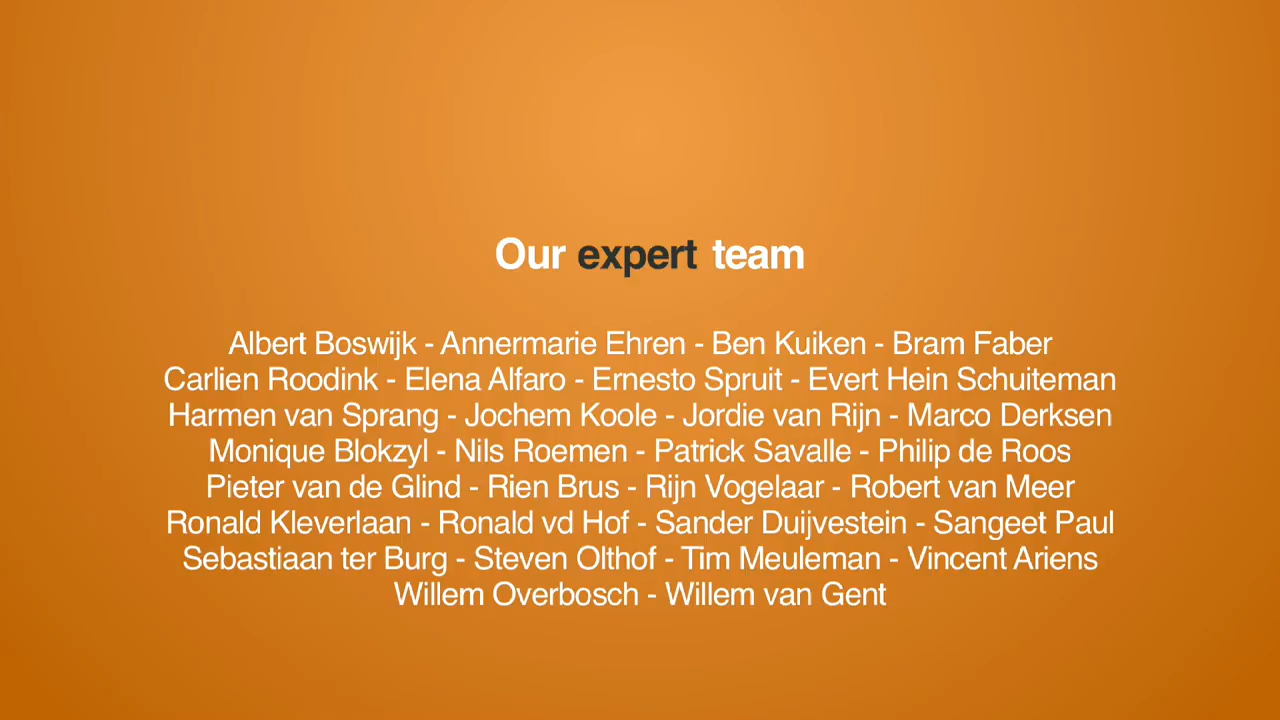 Our expert team
Albert Boswijk - Annermarie Ehren - Ben Kuiken - Bram Faber
Carlien Roodink - Elena Alfaro - Ernesto Spruit - Evert Hein Schuiteman
Harmen van Sprang - Jochem Koole - Jordie van Rijn - Marco Derksen
Monique Blokzyl - Nils Roemen - Patrick Savalle - Philip de Roos
Pieter van de Glind - Rien Brus - Rijn Vogelaar - Robert van Meer
Ronald Kleverlaan - Ronald vd Hof - Sander Duijvestein - Sangeet Paul
Sebastiaan ter Burg - Steven Olthof - Tim Meuleman - Vincent Ariens
Willem Overbosch - Willem van Gent